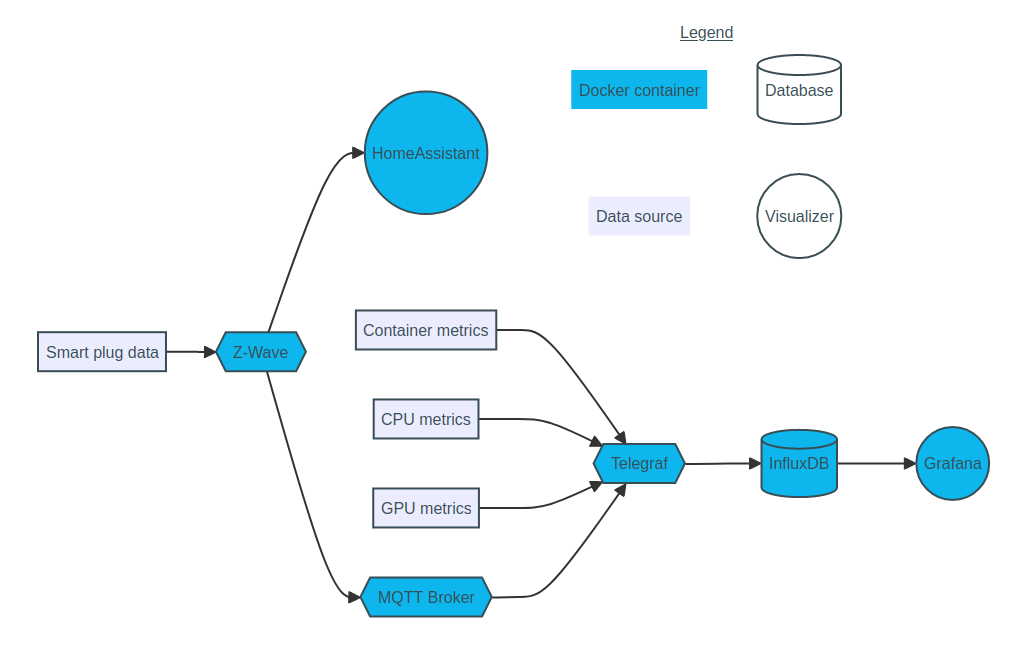 Legend
Docker container
Database
HomeAssistant
Data source
Visualizer
Container metrics
Smart plug data
Z-Wave
CPU metrics
Telegraf
InfluxDB
Grafana
GPU metrics
MQTT Broker